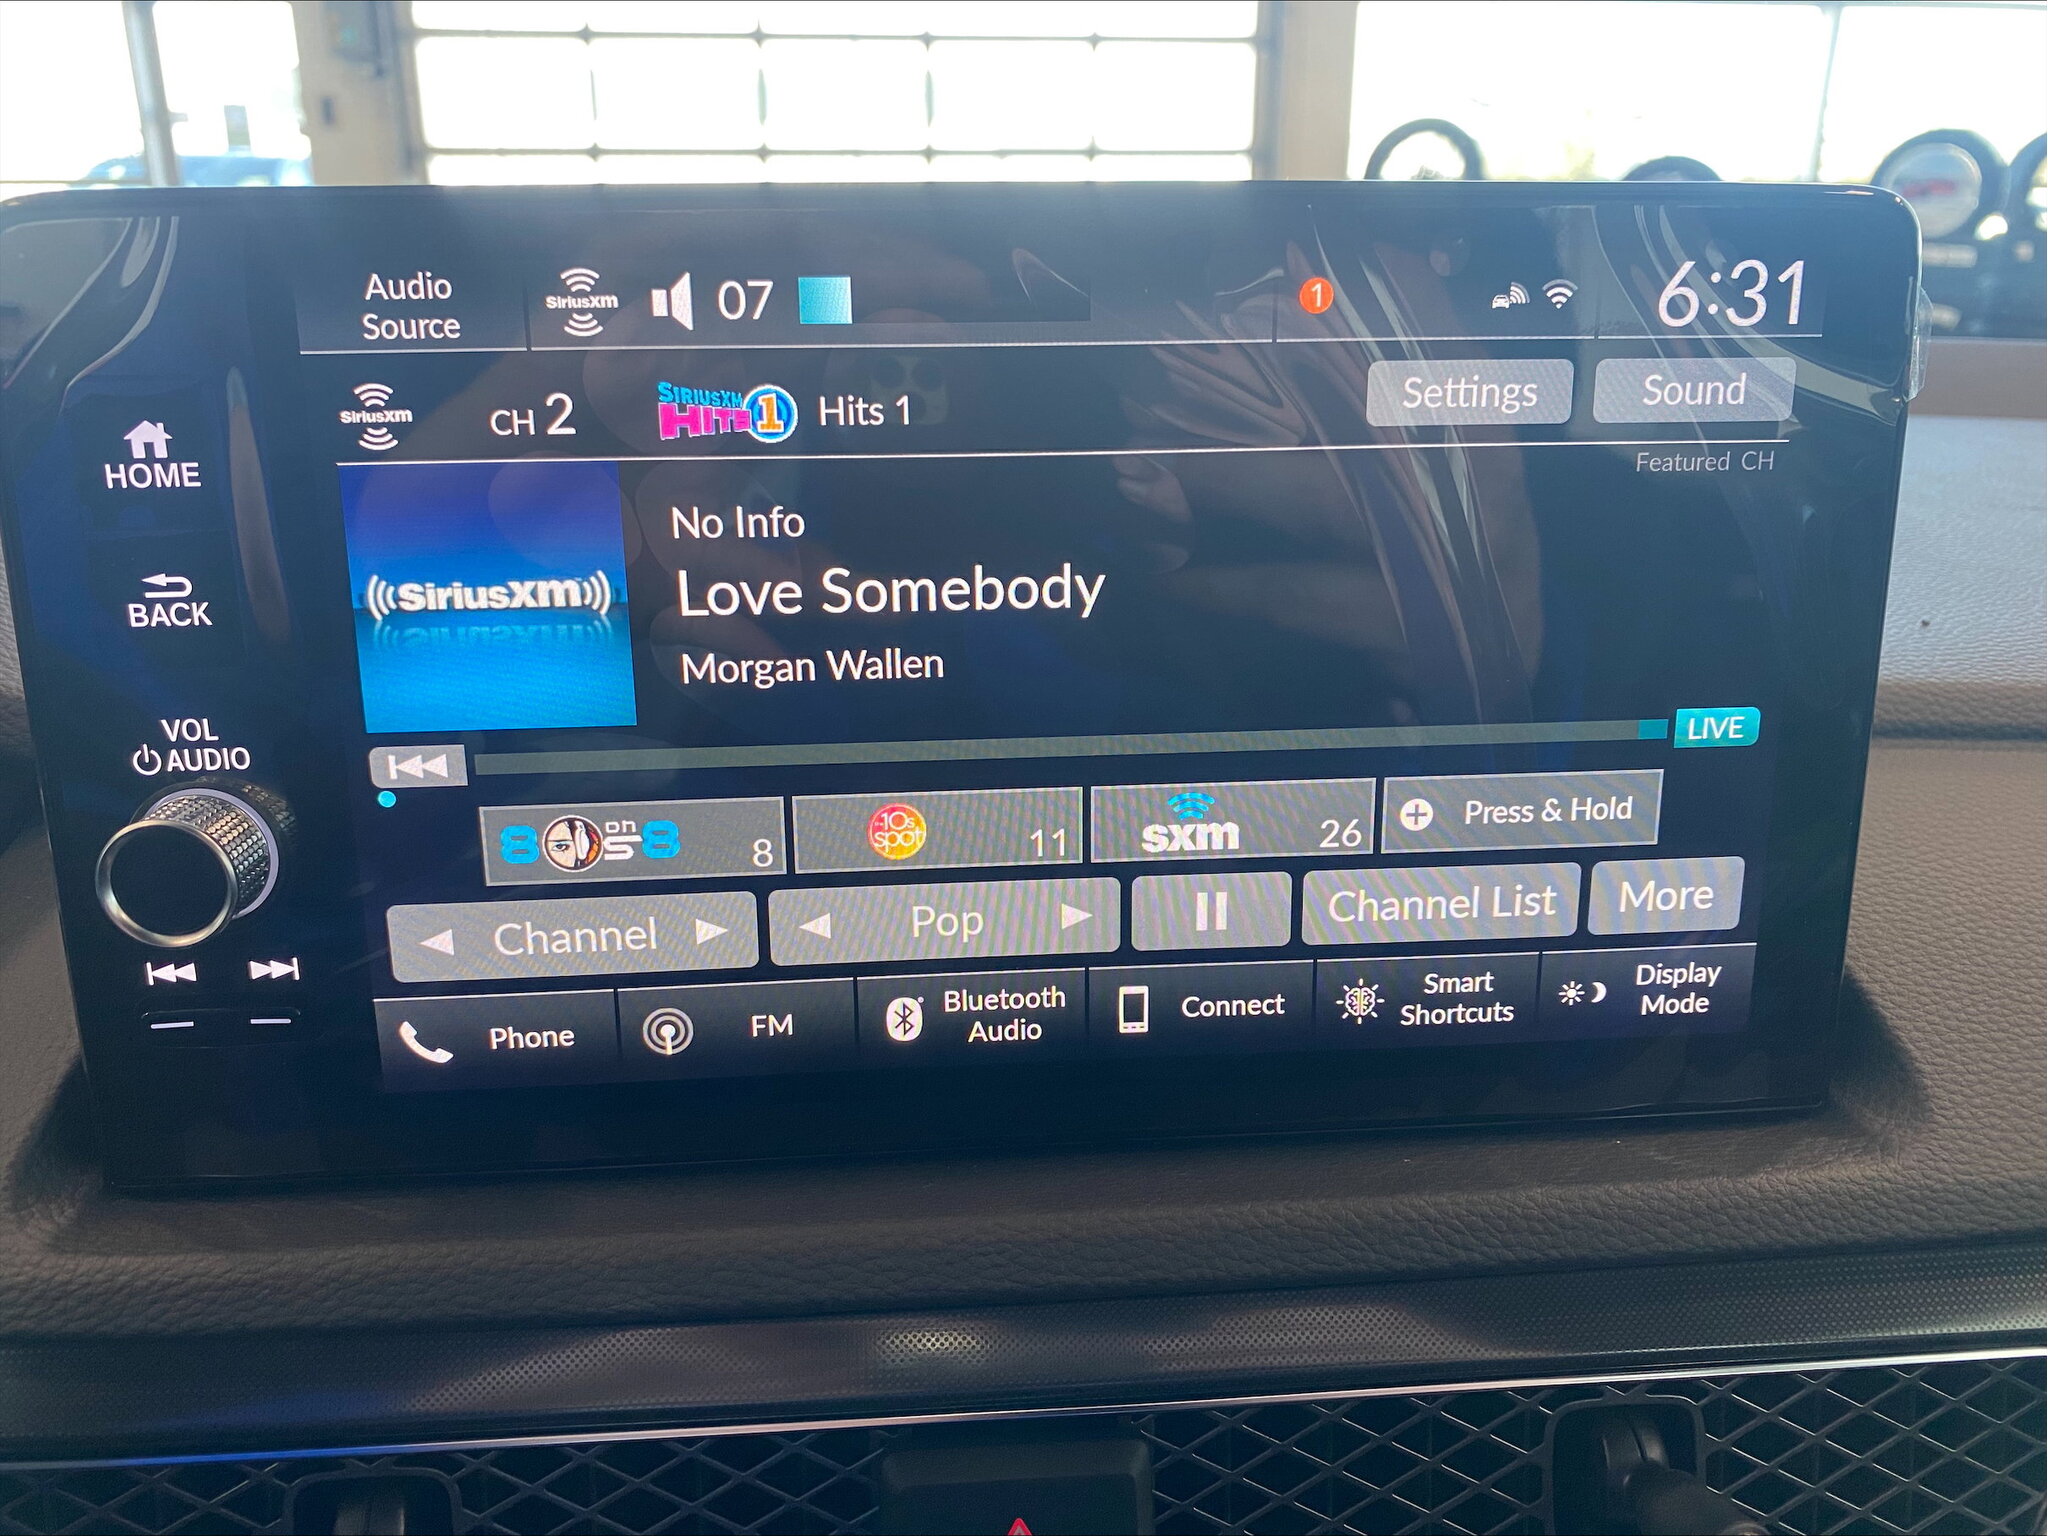 Audio
Source
SiriusXM
07
1
6:31
SiriusXM
CH 2
SIRIUSXM
HITS 1
Hits 1
Settings
Sound
Featured CH
HOME
BACK
VOL
AUDIO
SiriusXM
No Info
Love Somebody
Morgan Wallen
LIVE
80s on 8
8
10s
spot
11
sxm
26
Press & Hold
Channel
Pop
Channel List
More
Phone
FM
Bluetooth
Audio
Connect
Smart
Shortcuts
Display
Mode